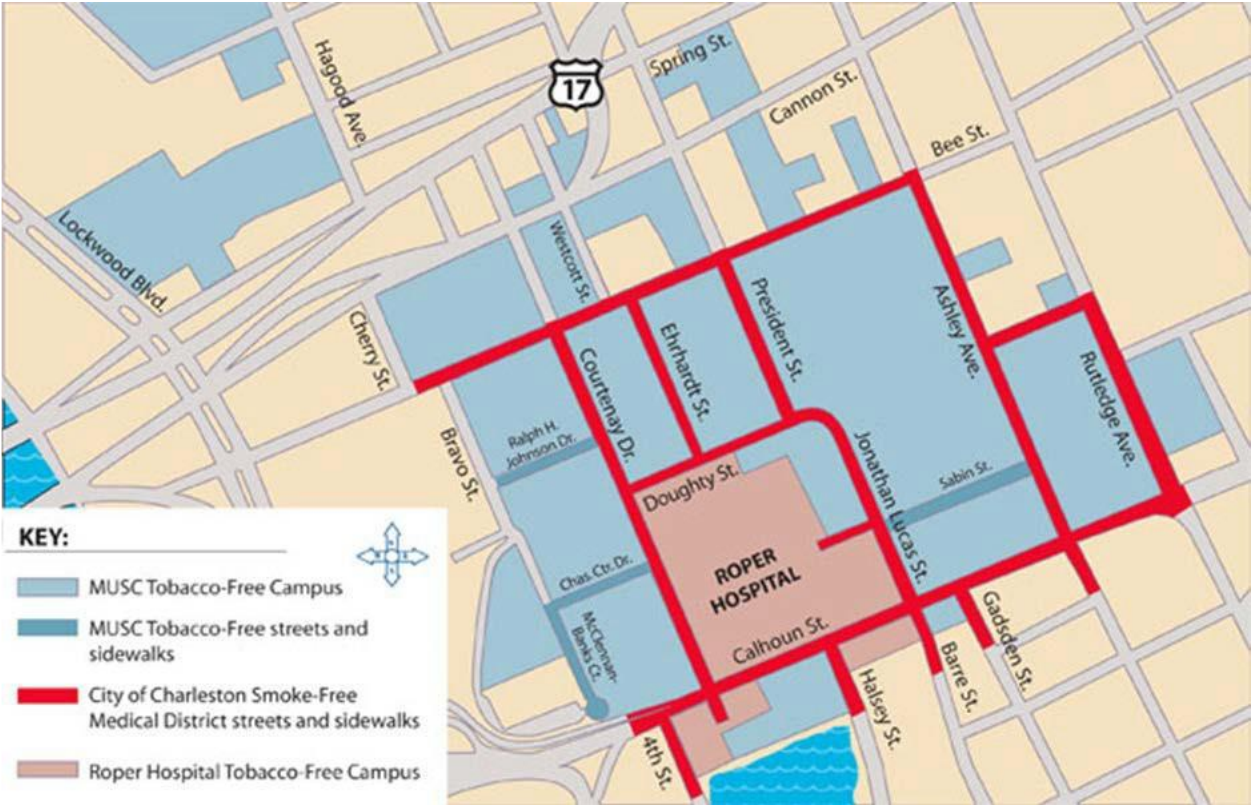 Hagood Ave.
17
Spring St.
Cannon St.
Bee St.
Lockwood Blvd.
Westcott St.
Cherry St.
Courtenay Dr.
Ehrhardt St.
President St.
Ashley Ave.
Rutledge Ave.
Bravo St.
Ralph H.
Johnson Dr.
Doughty St.
Jonathan Lucas St.
Sabin St.
Chas. Ctr. Dr.
McClennan-
Banks Ct.
ROPER
HOSPITAL
Calhoun St.
Gadsden St.
Barre St.
Halsey St.
4th St.
KEY:
MUSC Tobacco-Free Campus
MUSC Tobacco-Free streets and
sidewalks
City of Charleston Smoke-Free
Medical District streets and sidewalks
Roper Hospital Tobacco-Free Campus